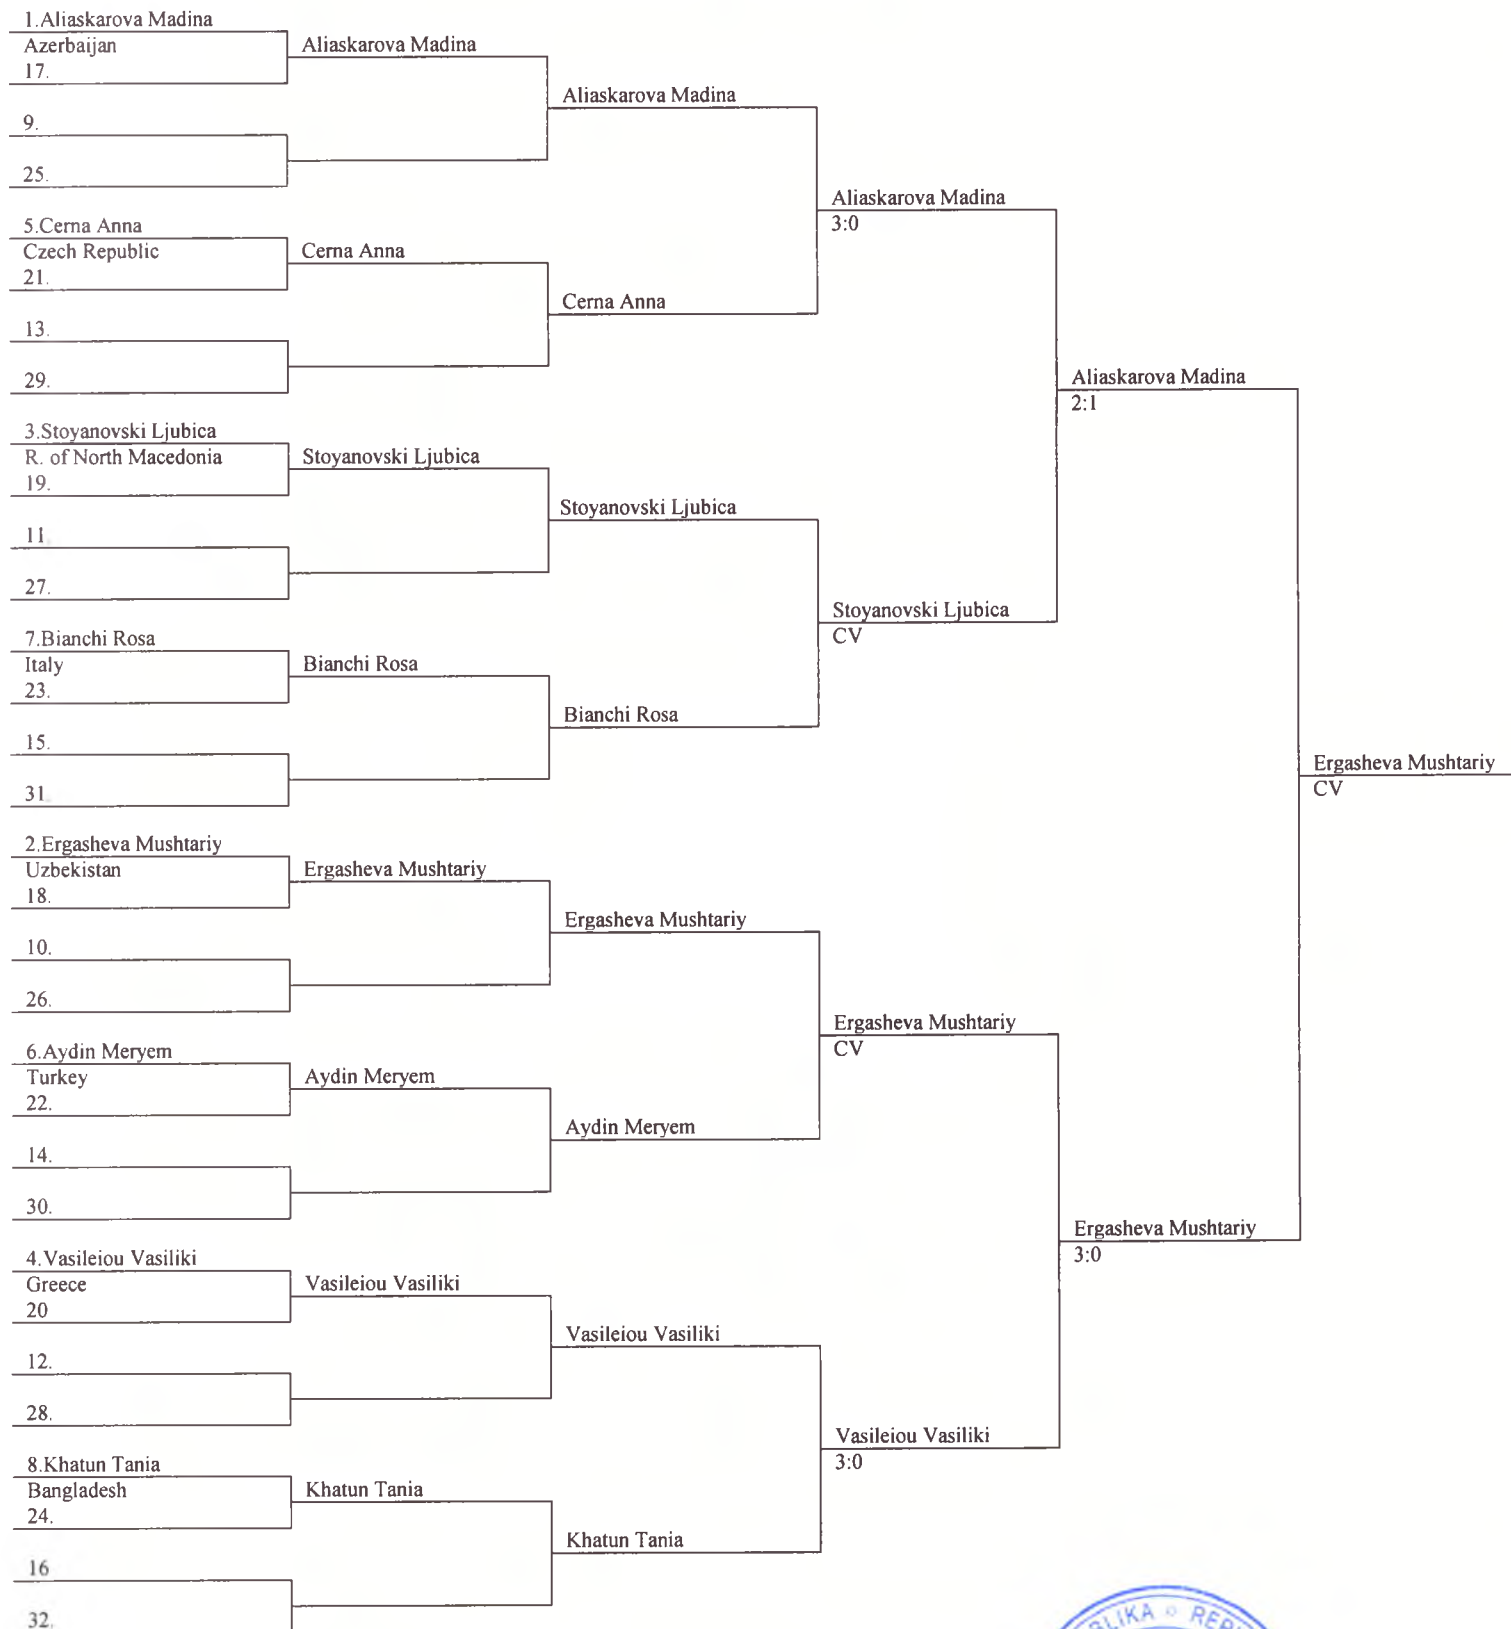 1.Aliaskarova Madina
Azerbaijan
17.
9.
25.
5.Cerna Anna
Czech Republic
21.
13.
29.
3.Stoyanovski Ljubica
R. of North Macedonia
19.
11.
27.
7.Bianchi Rosa
Italy
23.
15.
31.
2.Ergasheva Mushtariy
Uzbekistan
18.
10.
26.
6.Aydin Meryem
Turkey
22.
14.
30.
4.Vasileiou Vasiliki
Greece
20
12.
28.
8.Khatun Tania
Bangladesh
24.
16
32.
Aliaskarova Madina
Cerna Anna
Stoyanovski Ljubica
Bianchi Rosa
Ergasheva Mushtariy
Aydin Meryem
Vasileiou Vasiliki
Khatun Tania
Aliaskarova Madina
Cerna Anna
Stoyanovski Ljubica
Bianchi Rosa
Ergasheva Mushtariy
Aydin Meryem
Vasileiou Vasiliki
Khatun Tania
Aliaskarova Madina
3:0
Stoyanovski Ljubica
CV
Ergasheva Mushtariy
CV
Vasileiou Vasiliki
3:0
Aliaskarova Madina
2:1
Ergasheva Mushtariy
3:0
Ergasheva Mushtariy
CV